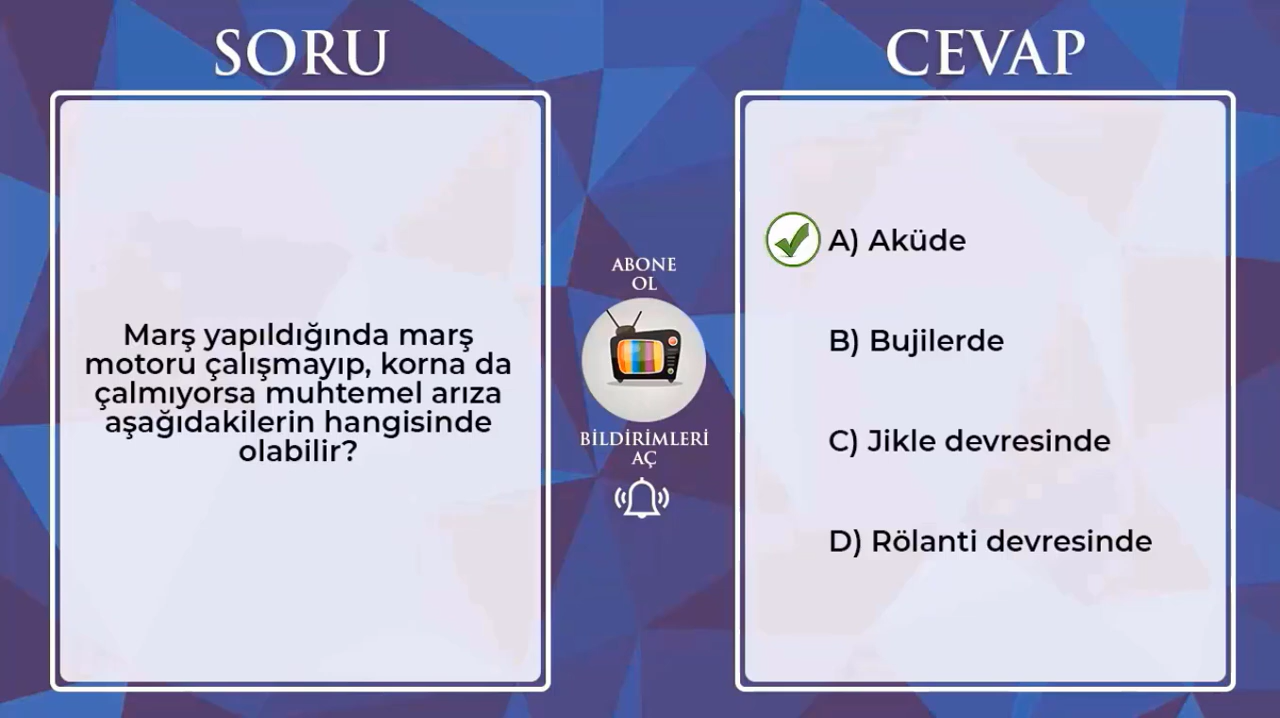 SORU
Marş yapıldığında marş
motoru çalışmayıp, korna da
çalmıyorsa muhtemel arıza
aşağıdakilerin hangisinde
olabilir?
ABONE
OL
BİLDİRİMLERİ
AÇ
CEVAP
A) Aküde
B) Bujilerde
C) Jikle devresinde
D) Rölanti devresinde